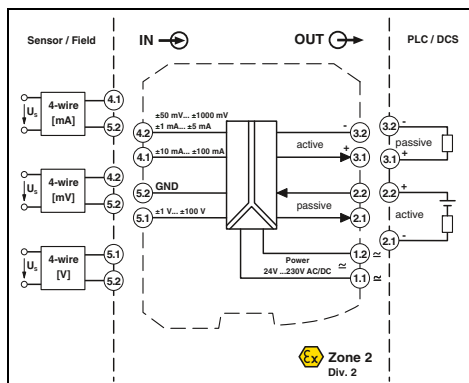 Sensor / Field
IN
OUT
PLC / DCS
Us
4-wire
[mA]
4.1
5.2
Us
4-wire
[mV]
4.2
5.2
Us
4-wire
[V]
5.1
5.2
±50 mV... ±1000 mV
±1 mA... ±5 mA
4.2
±10 mA... ±100 mA
4.1
GND
5.2
±1 V... ±100 V
5.1
-
3.2
active
+
3.1
2.2
passive
2.1
Power
24V ...230V AC/DC
1.2
≂
≂
1.1
≂
3.2
-
passive
3.1
+
2.2
+
active
2.1
-
Ex
Zone 2
Div. 2